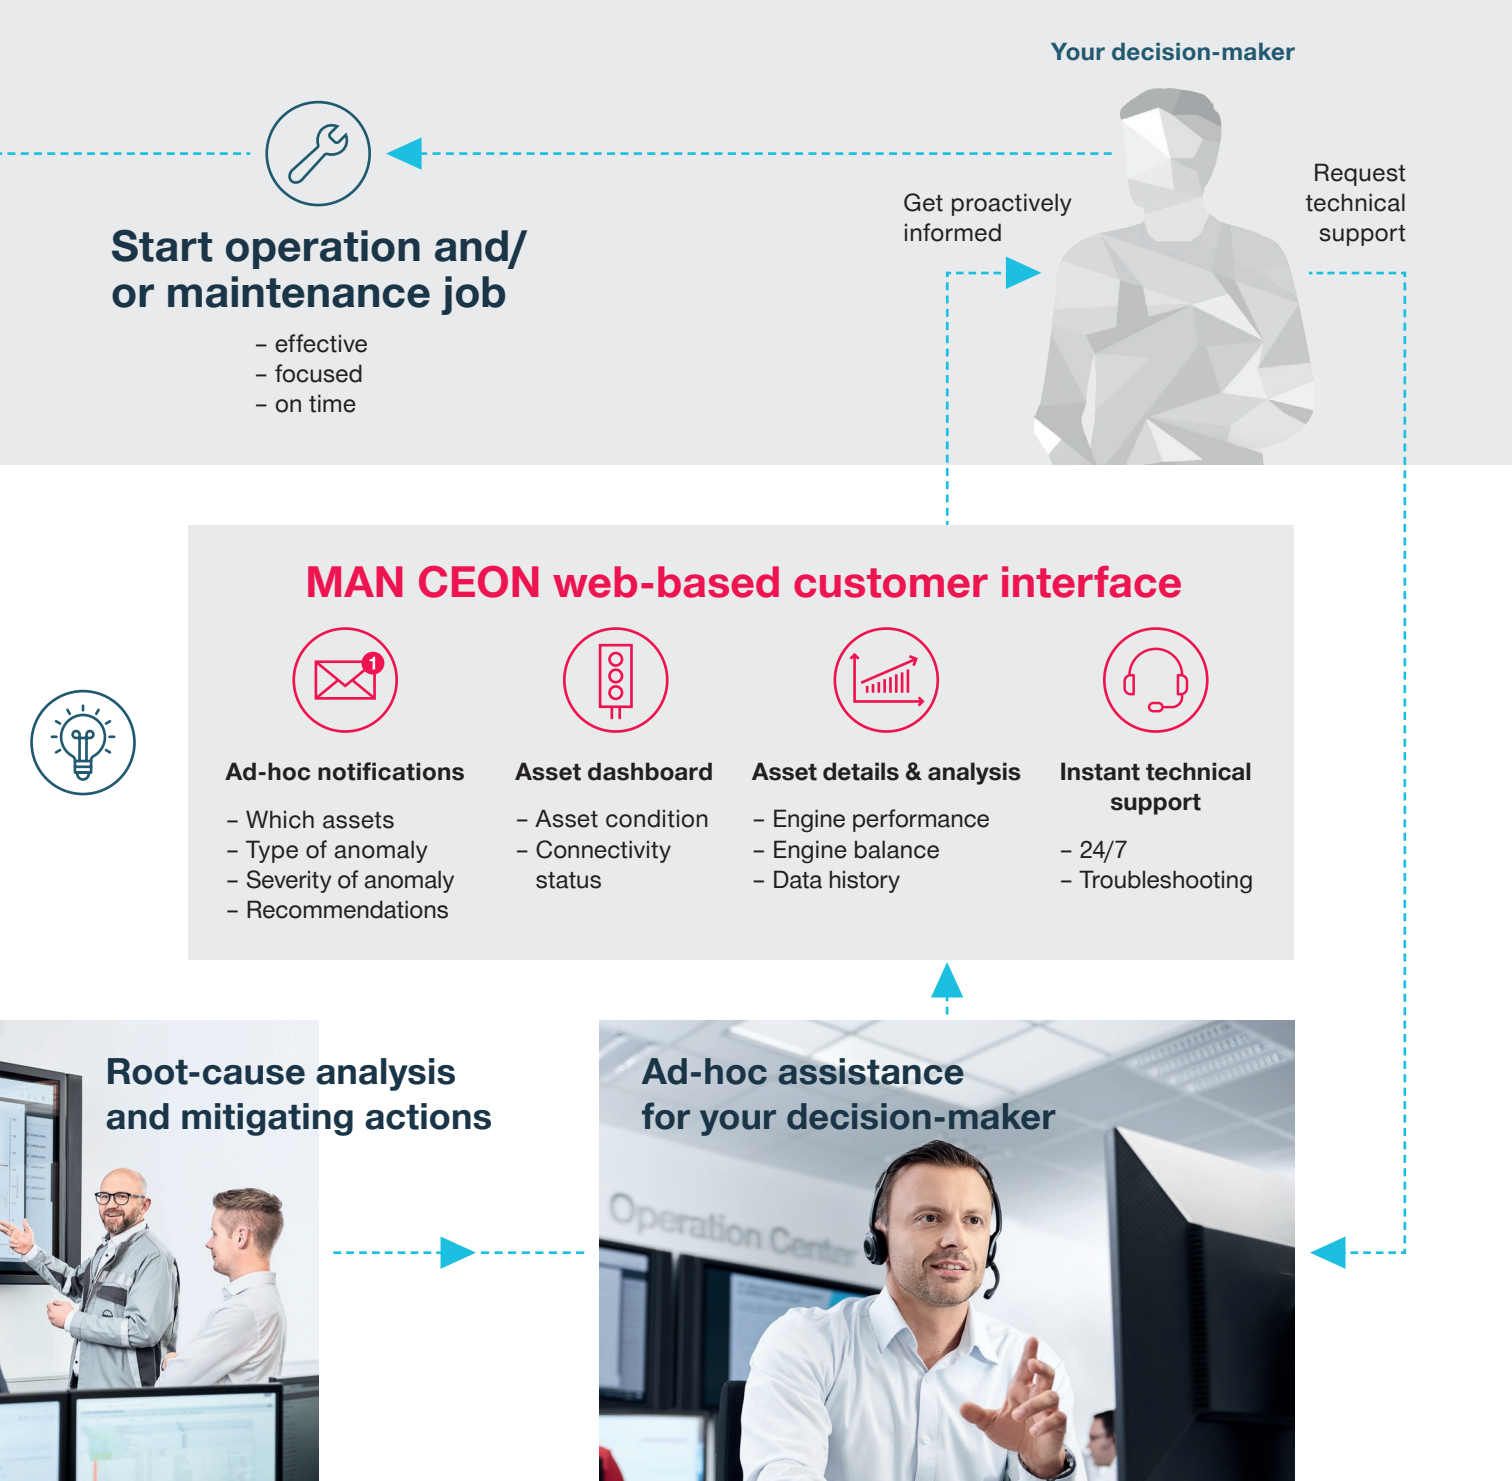 Your decision-maker
Request
technical
support
Get proactively
informed
Start operation and/
or maintenance job
– effective
– focused
– on time
MAN CEON web-based customer interface
1
Ad-hoc notifications
– Which assets
– Type of anomaly
– Severity of anomaly
– Recommendations
Asset dashboard
– Asset condition
– Connectivity
status
Asset details & analysis
– Engine performance
– Engine balance
– Data history
Instant technical
support
– 24/7
– Troubleshooting
Root-cause analysis
and mitigating actions
Ad-hoc assistance
for your decision-maker
Operation Center